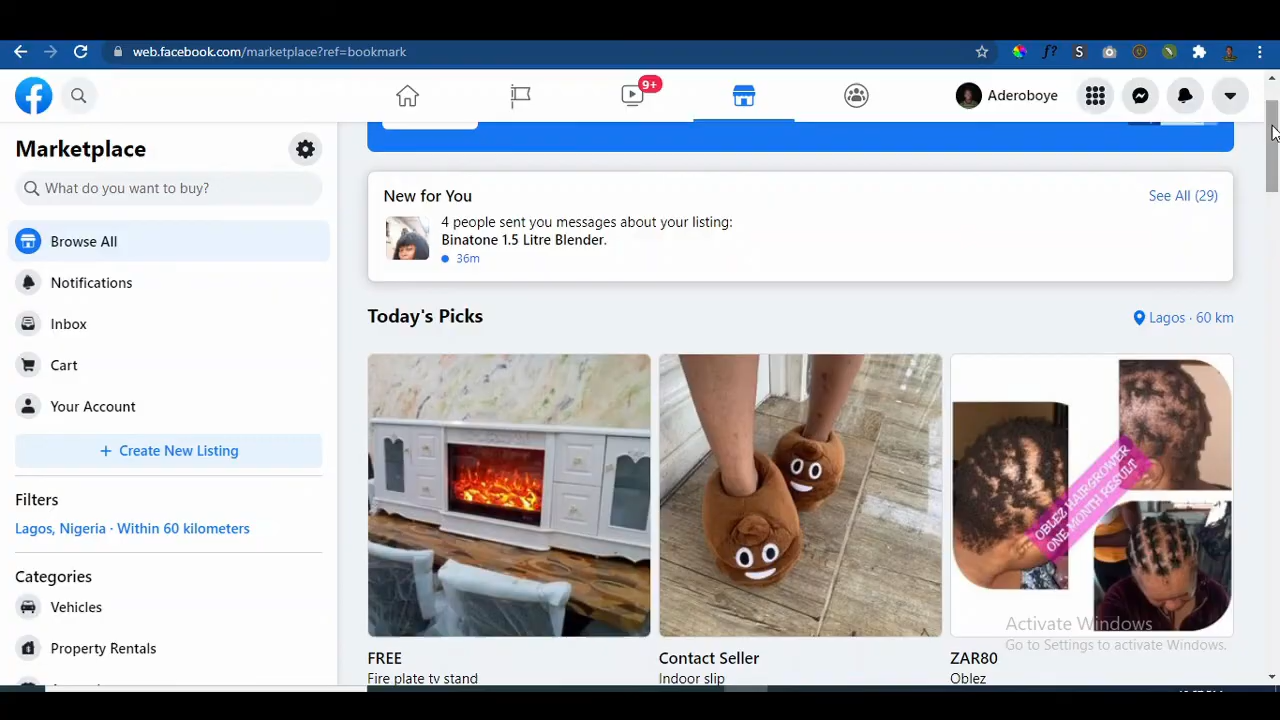 web.facebook.com/marketplace?ref=bookmark
f?
S
9+
Aderoboye
Marketplace
What do you want to buy?
Browse All
Notifications
Inbox
Cart
Your Account
+ Create New Listing
Filters
Lagos, Nigeria · Within 60 kilometers
Categories
Vehicles
Property Rentals
New for You
See All (29)
4 people sent you messages about your listing:
Binatone 1.5 Litre Blender.
36m
Today's Picks
Lagos · 60 km
OBLEZ HAIRGROWER
ONE MONTH RESULT
FREE
Fire plate tv stand
Contact Seller
Indoor slip
ZAR80
Oblez
Activate Windows
Go to Settings to activate Windows.